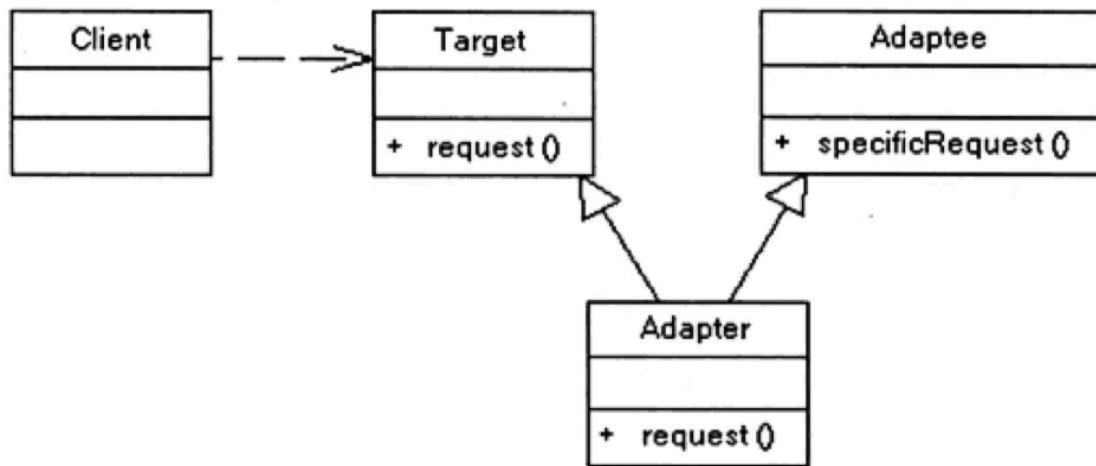 Client
Target
+ request()
Adaptee
+ specificRequest()
Adapter
+ request()